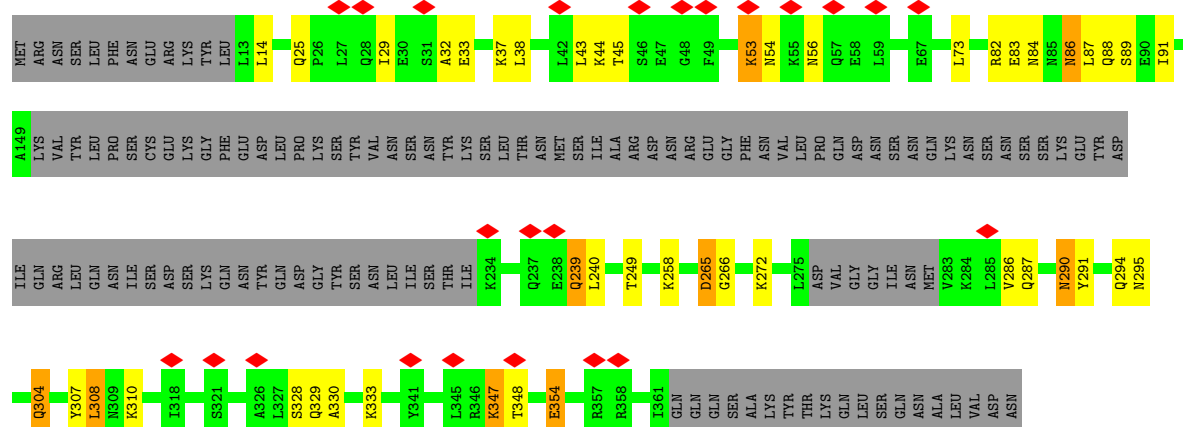 MET ARG ASN SER LEU PHE ASN GLU ARG LYS TYR LEU L13 L14 Q25 P26 L27 Q28 I29 E30 S31 A32 E33 K37 L38 L42 L43 K44 T45 S46 E47 G48 F49 K53 N54 K55 N56 Q57 E58 L59 E67 L73 R82 E83 N84 N85 N86 L87 Q88 S89 E90 I91
A149 LYS VAL TYR LEU PRO SER CYS GLU LYS GLY PHE GLU ASP LEU PRO LYS SER TYR VAL ASN SER ASN TYR LYS SER LEU THR ASN MET SER ILE ALA ARG ASP ASN ARG GLU GLY PHE ASN VAL LEU PRO GLN ASP ASN SER ASN GLN LYS ASN SER ASN SER SER LYS GLU TYR ASP
ILE GLN ARG LEU GLN ASN ILE SER ASP SER LYS GLN ASN TYR GLN ASP GLY TYR SER ASN LEU ILE SER THR ILE K234 Q237 E238 Q239 L240 T249 K258 D265 G266 K272 L275 ASP VAL GLY GLY ILE ASN MET V283 K284 L285 V286 Q287 N290 Y291 Q294 N295
Q304 Y307 L308 N309 K310 I318 S321 A326 L327 S328 Q329 A330 K333 Y341 L345 R346 K347 T348 E354 R357 R358 I361 GLN GLN GLN SER ALA LYS TYR THR LYS GLN LEU SER GLN ASN ALA LEU VAL ASP ASN